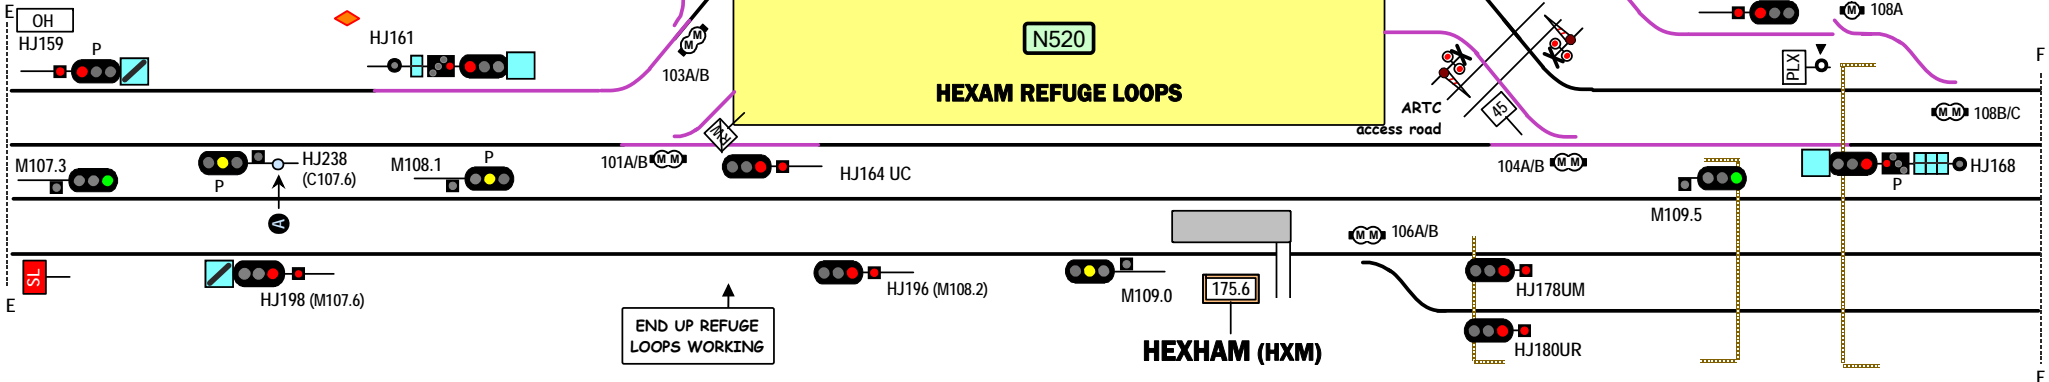 E
OH
HJ159
P
HJ161
103A/B
N520
HEXAM REFUGE LOOPS
ARTC
access road
45
PLX
108A
F
108B/C
M107.3
P
HJ238
(C107.6)
A
M108.1
P
101A/B
M M
HJ164 UC
104A/B
M M
M109.5
P
HJ168
106A/B
M M
SL
HJ198 (M107.6)
END UP REFUGE
LOOPS WORKING
HJ196 (M108.2)
M109.0
175.6
HEXHAM (HXM)
HJ178UM
HJ180UR
E
F